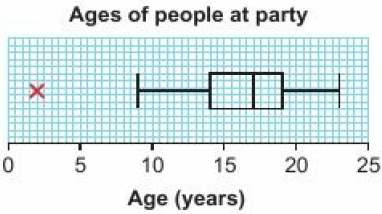 Ages of people at party
0 5 10 15 20 25
Age (years)